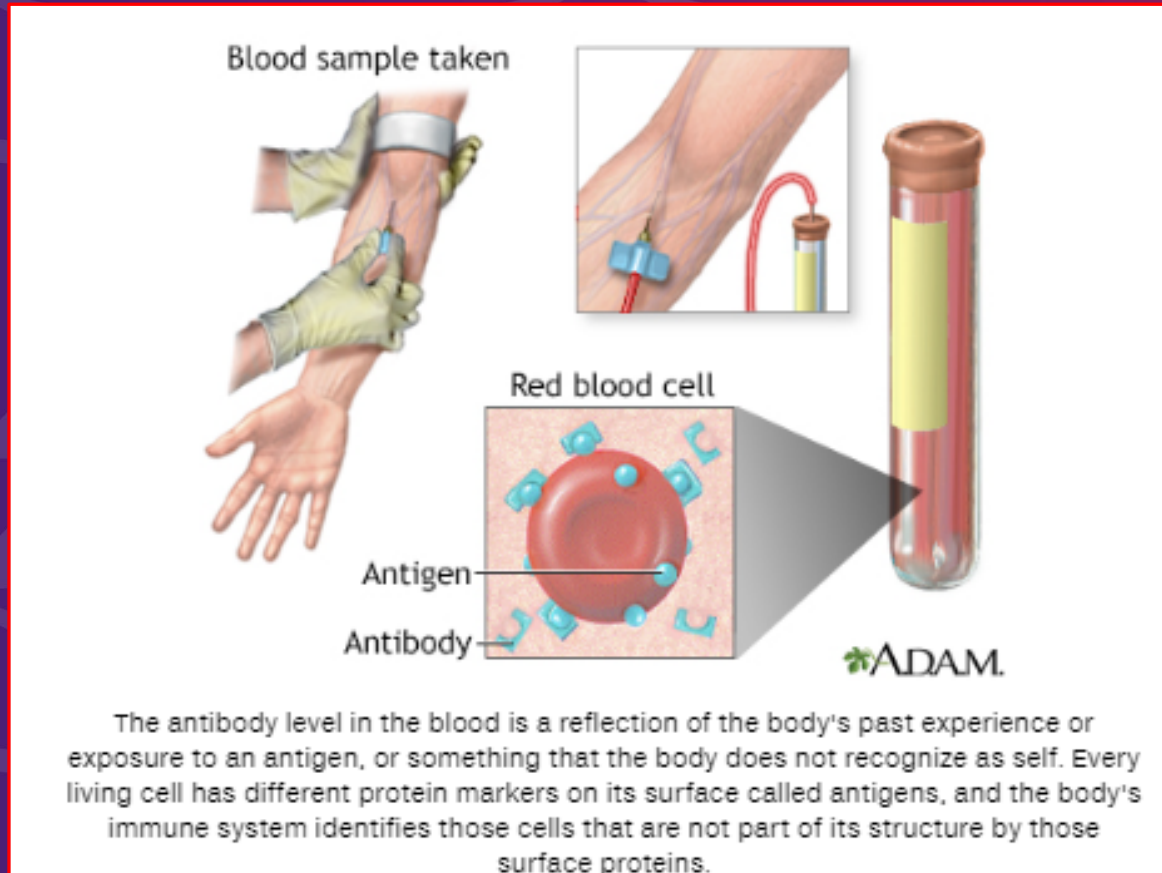 Blood sample taken
Red blood cell
Antigen
Antibody
ADAM.
The antibody level in the blood is a reflection of the body's past experience or
exposure to an antigen, or something that the body does not recognize as self. Every
living cell has different protein markers on its surface called antigens, and the body's
immune system identifies those cells that are not part of its structure by those
surface proteins.